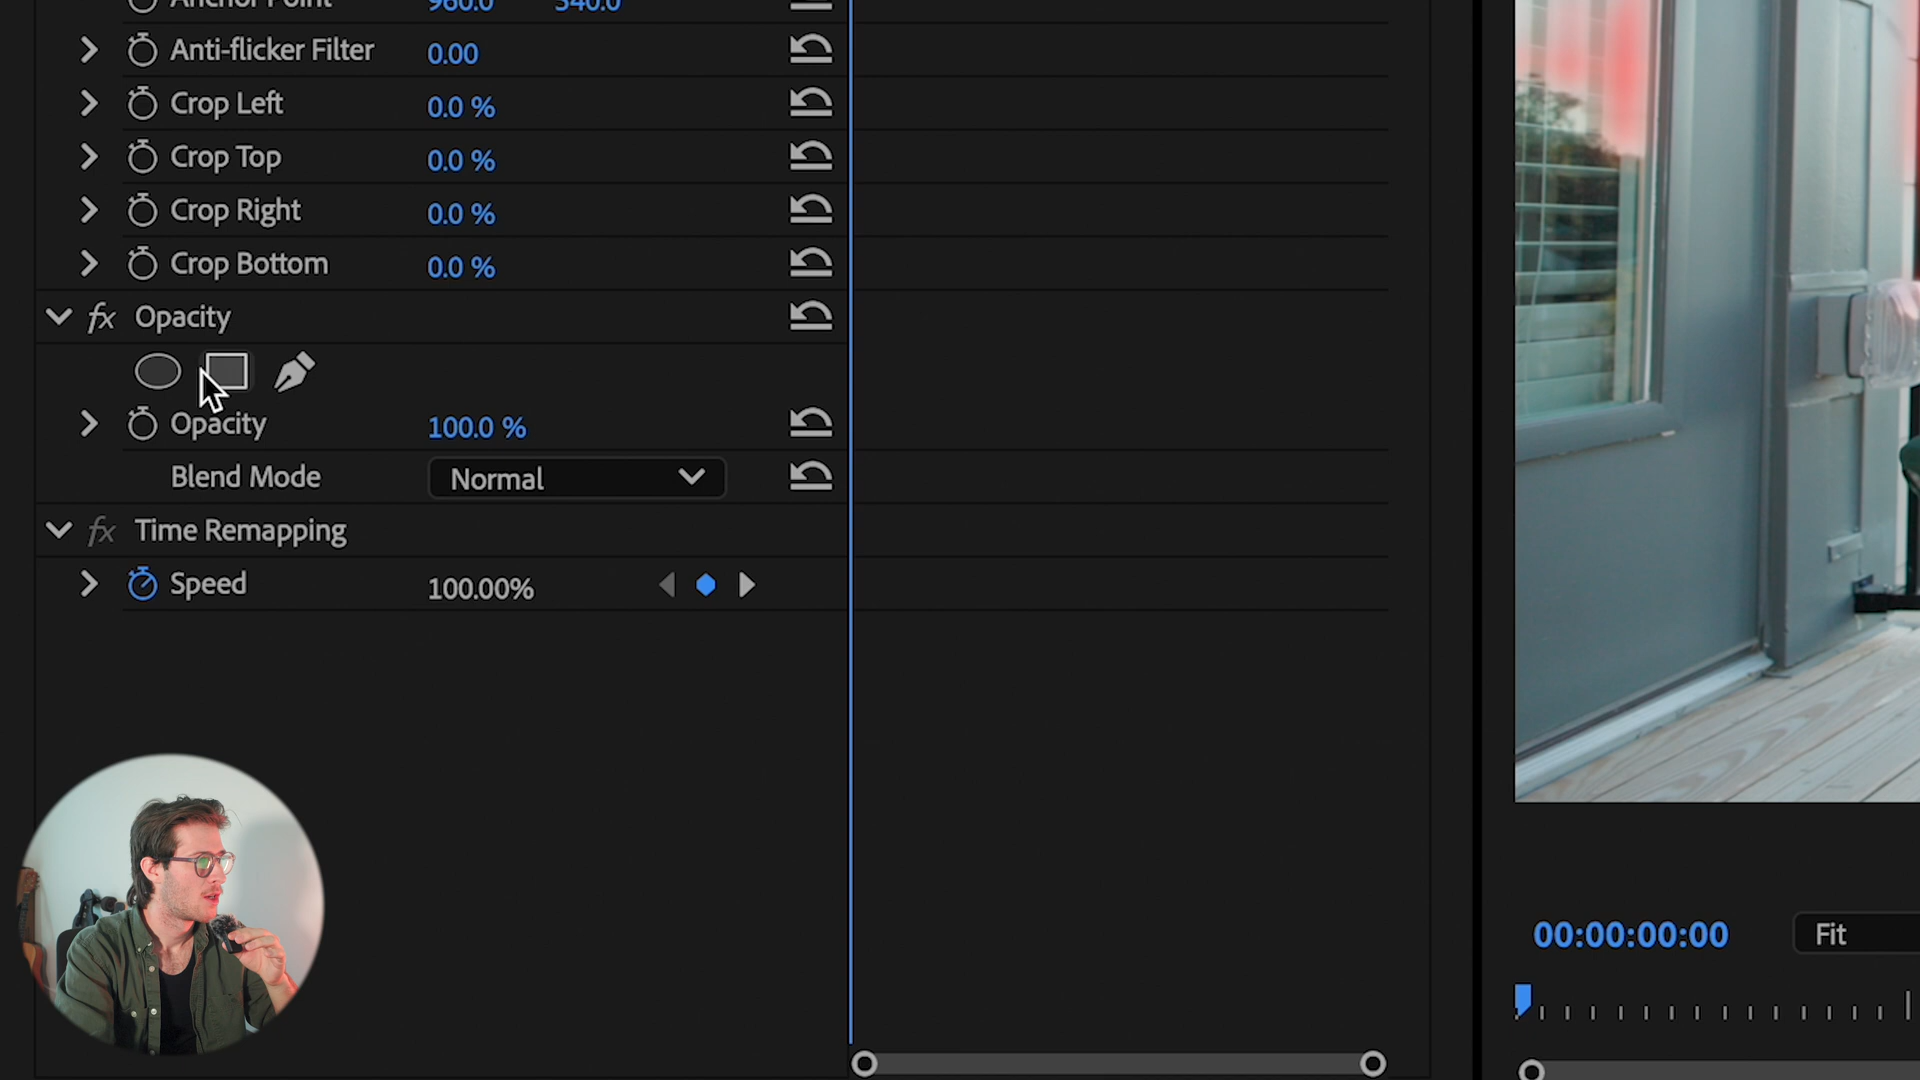 Anchor Point 960.0 540.0
Anti-flicker Filter 0.00
Crop Left 0.0 %
Crop Top 0.0 %
Crop Right 0.0 %
Crop Bottom 0.0 %
fx Opacity
Opacity 100.0 %
Blend Mode Normal
fx Time Remapping
Speed 100.00%
00:00:00:00 Fit